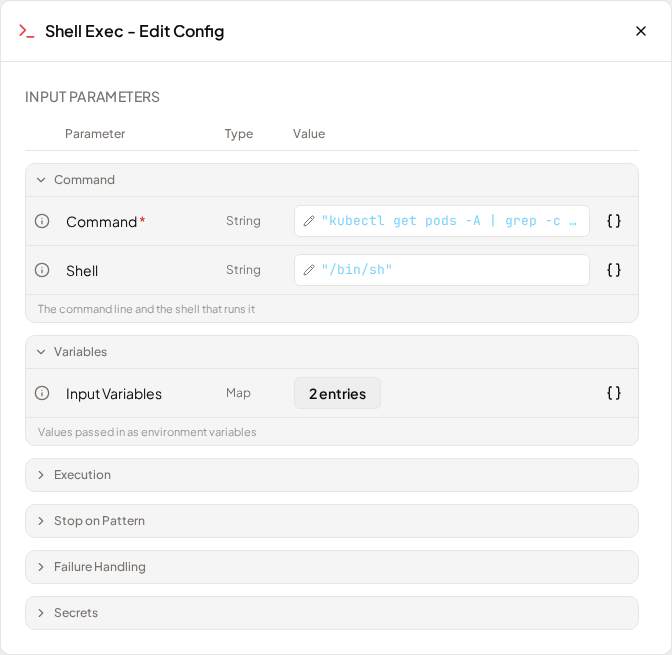 Shell Exec - Edit Config
INPUT PARAMETERS
Parameter Type Value
Command
Command* String "kubectl get pods -A | grep -c … {}
Shell String "/bin/sh" {}
The command line and the shell that runs it
Variables
Input Variables Map 2 entries {}
Values passed in as environment variables
Execution
Stop on Pattern
Failure Handling
Secrets